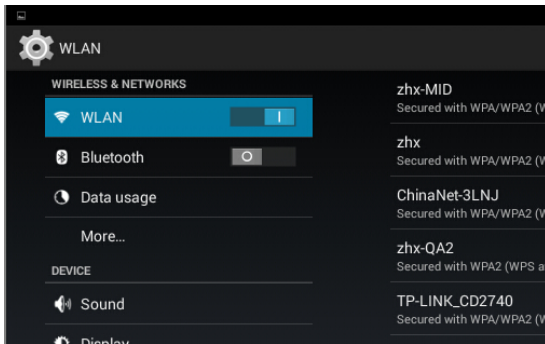 WLAN
WIRELESS & NETWORKS
WLAN
Bluetooth
Data usage
More...
DEVICE
Sound
Display
zhx-MID
Secured with WPA/WPA2 (W
zhx
Secured with WPA/WPA2 (W
ChinaNet-3LNJ
Secured with WPA/WPA2 (W
zhx-QA2
Secured with WPA2 (WPS a
TP-LINK_CD2740
Secured with WPA/WPA2 (W